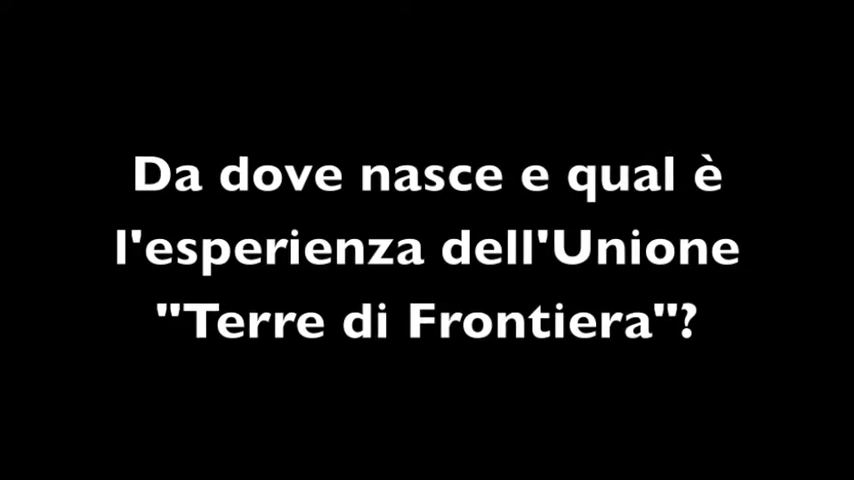 Da dove nasce e qual è
l'esperienza dell'Unione
"Terre di Frontiera"?